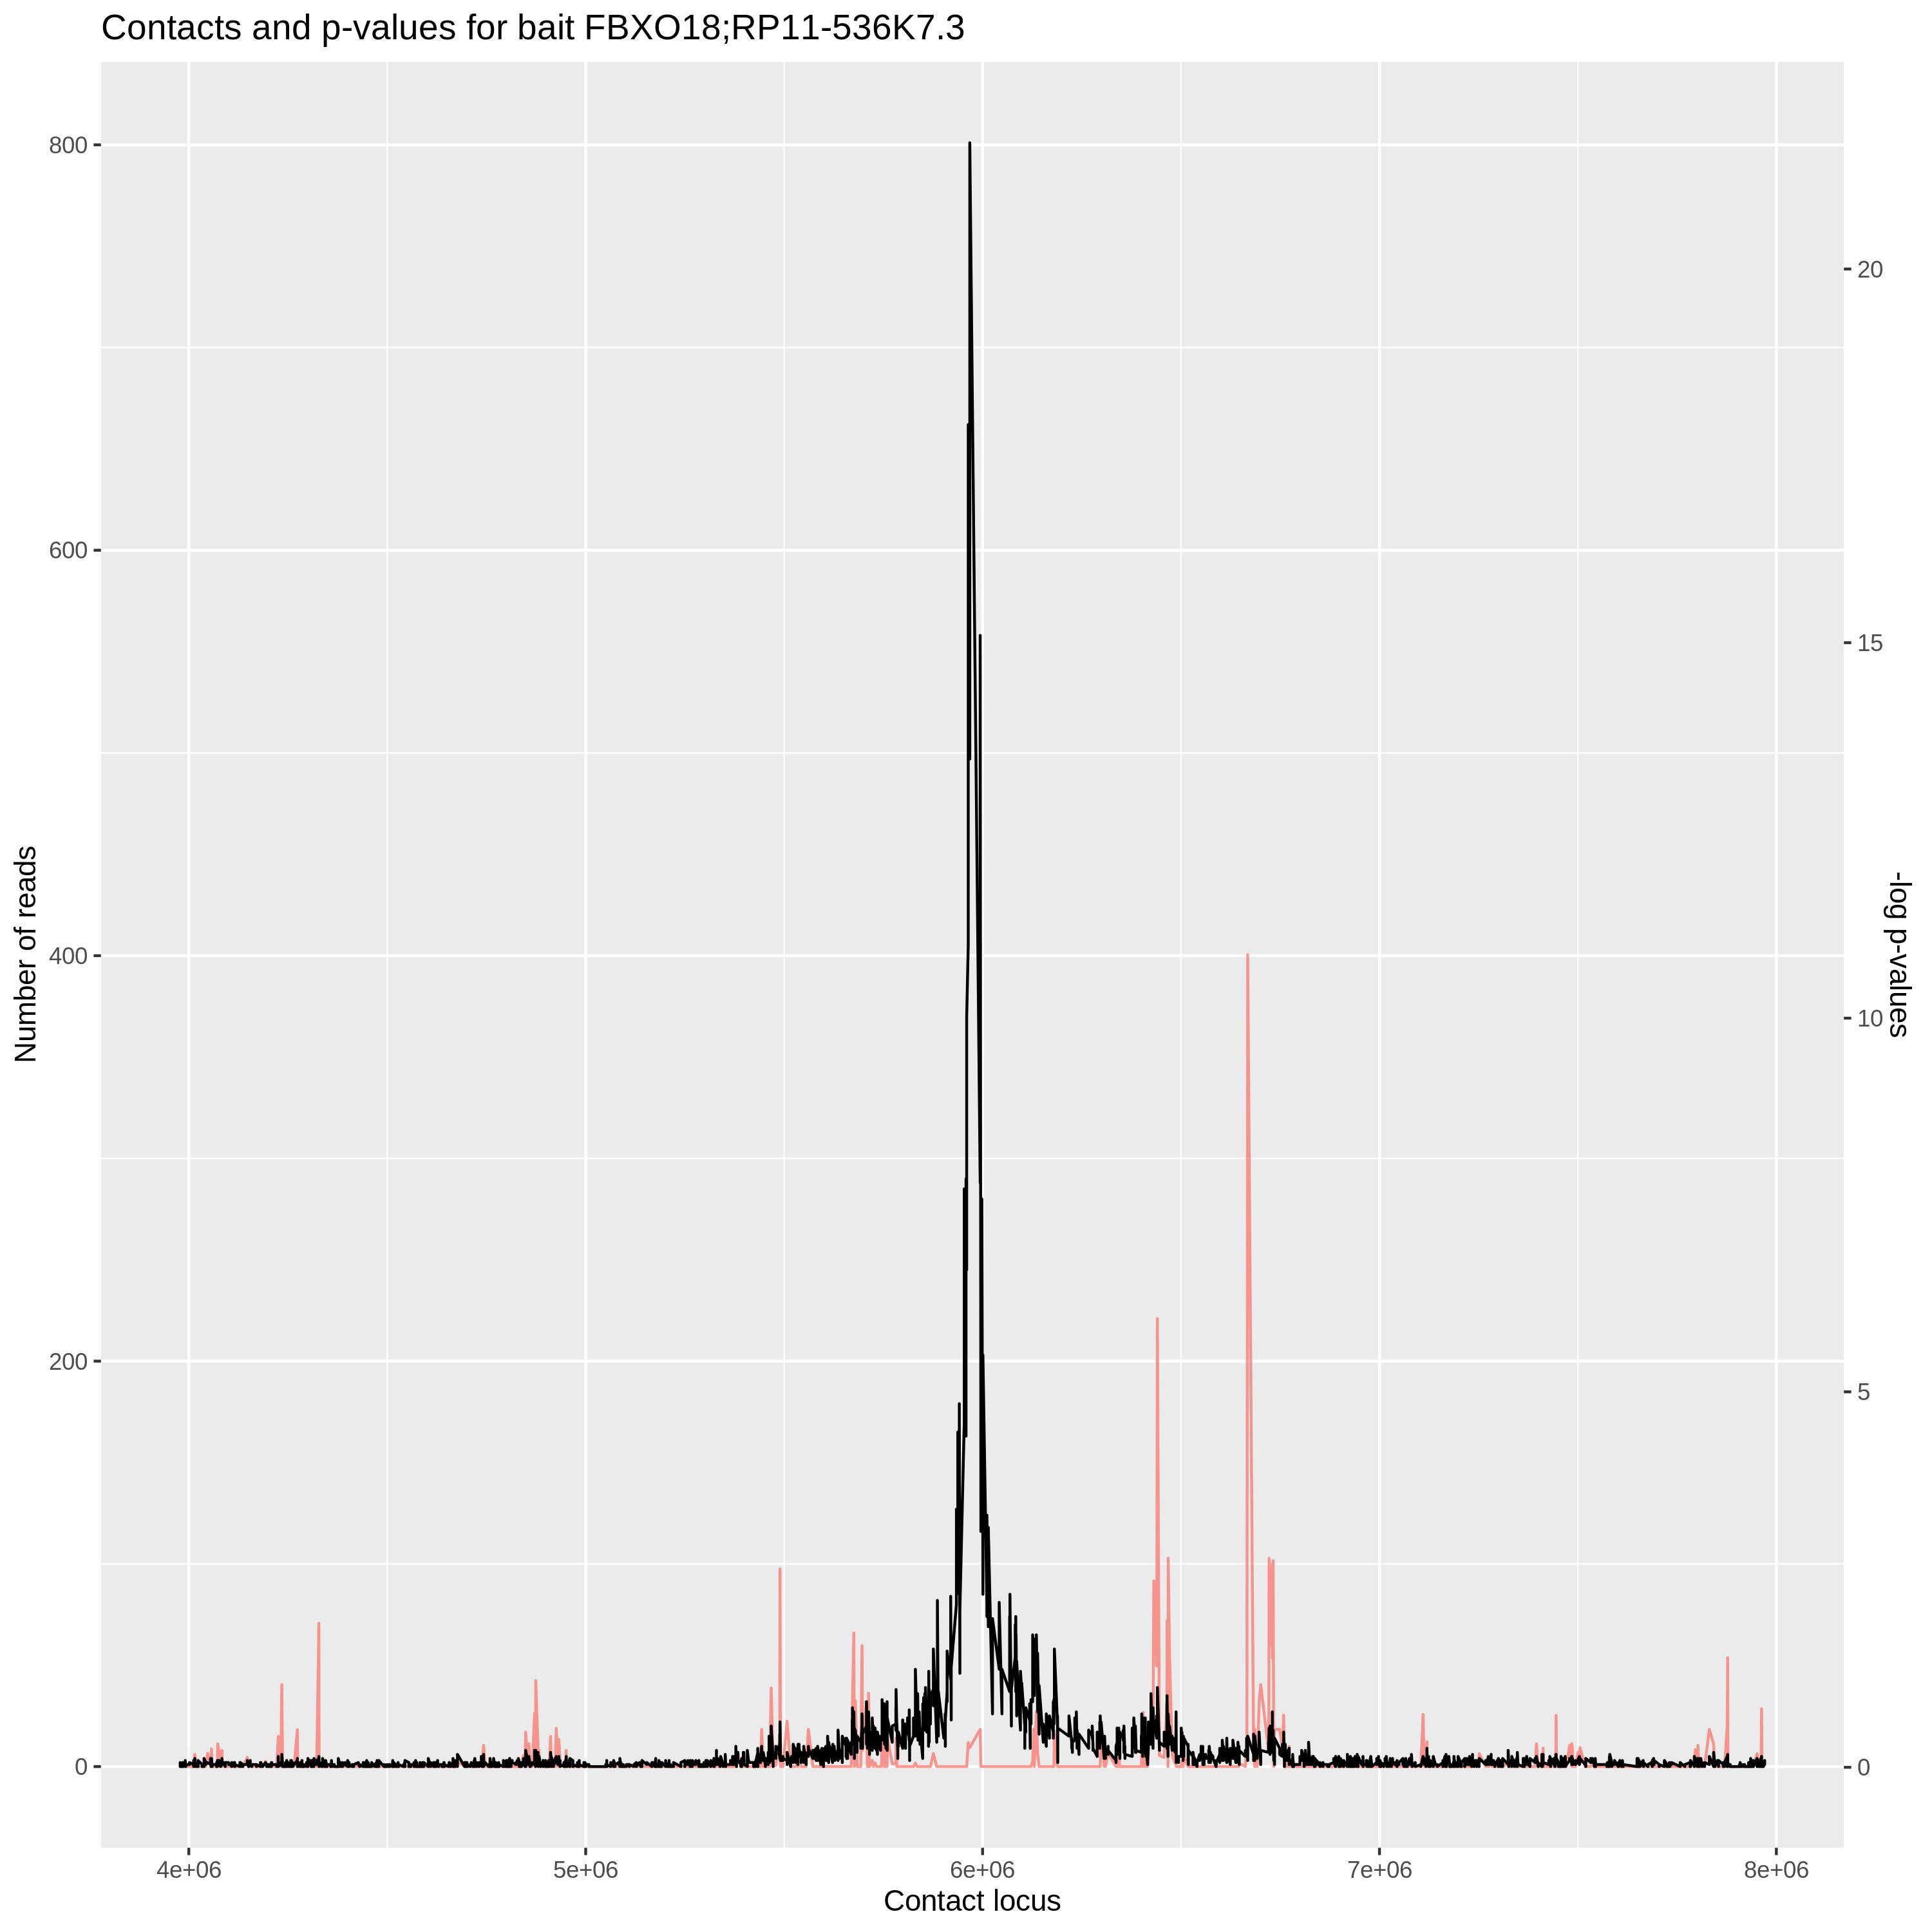 Contacts and p-values for bait FBXO18;RP11-536K7.3
800
600
400
200
0
Number of reads
20
15
10
5
0
-log p-values
4e+06 5e+06 6e+06 7e+06 8e+06
Contact locus